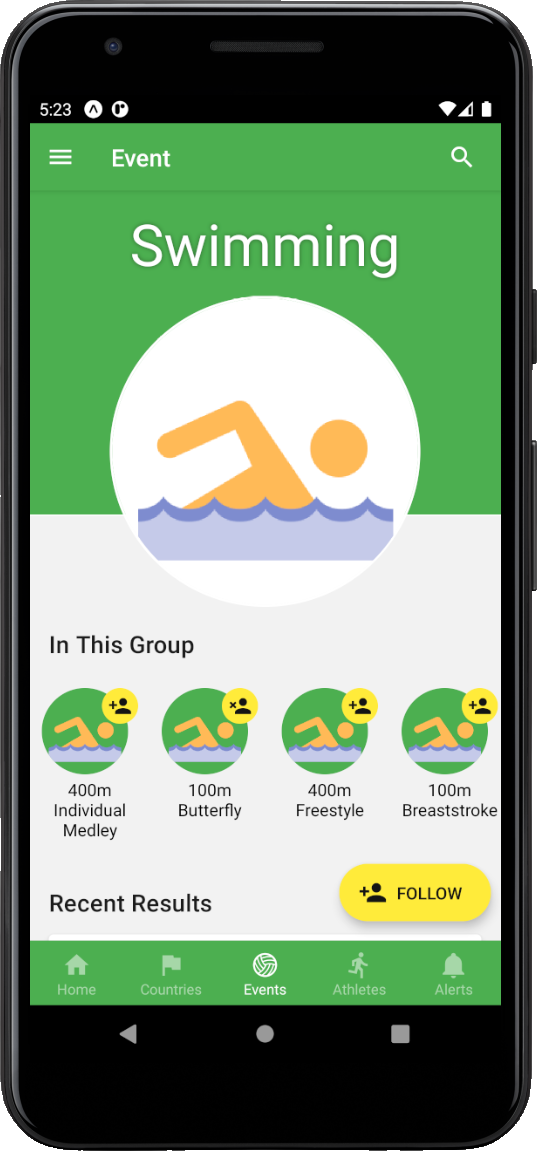 5:23
Event
Swimming
In This Group
400m
Individual
Medley
100m
Butterfly
400m
Freestyle
100m
Breaststroke
Recent Results
FOLLOW
Home
Countries
Events
Athletes
Alerts